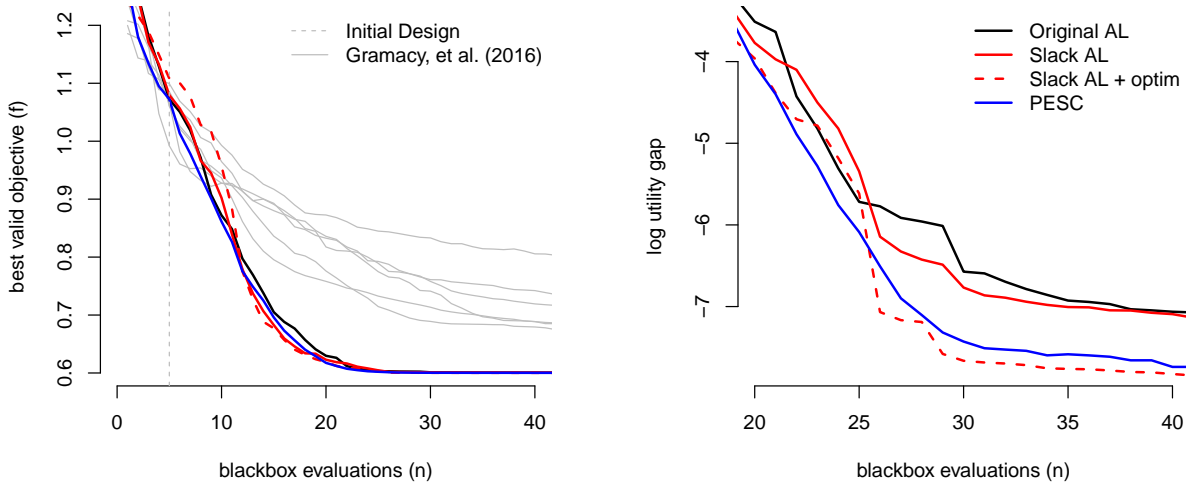 best valid objective (f)
1.2
1.1
1.0
0.9
0.8
0.7
0.6
0
10
20
30
40
blackbox evaluations (n)
Initial Design
Gramacy, et al. (2016)
log utility gap
−4
−5
−6
−7
20
25
30
35
40
blackbox evaluations (n)
Original AL
Slack AL
Slack AL + optim
PESC